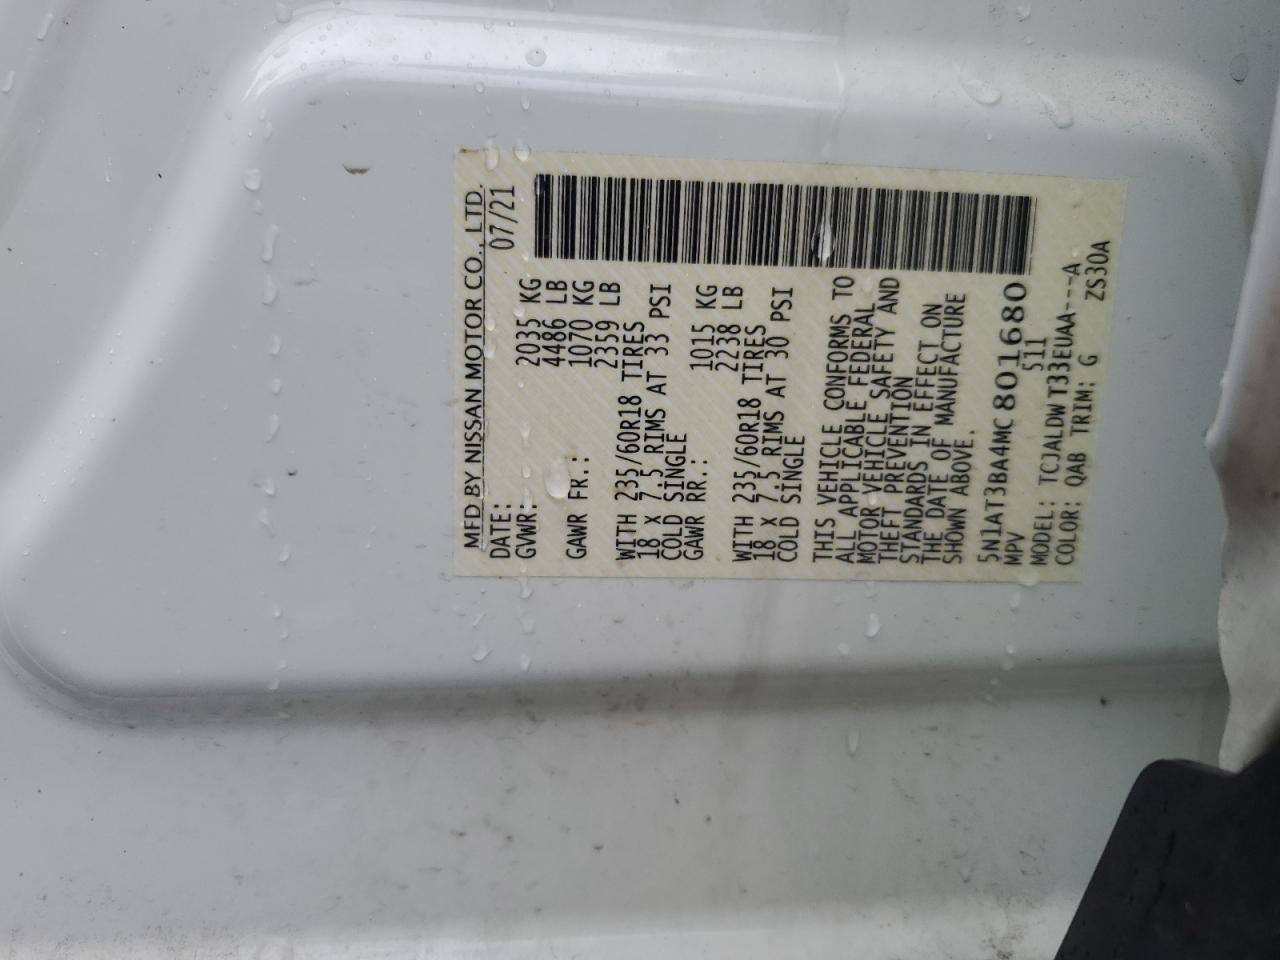 MFD BY NISSAN MOTOR CO., LTD.
DATE: 07/21
GVWR: 2035 KG
4486 LB
GAWR FR.: 1070 KG
2359 LB
WITH 235/60R18 TIRES
18 x 7.5 RIMS AT 33 PSI
COLD SINGLE
GAWR RR.: 1015 KG
2238 LB
WITH 235/60R18 TIRES
18 x 7.5 RIMS AT 30 PSI
COLD SINGLE
THIS VEHICLE CONFORMS TO
ALL APPLICABLE FEDERAL
MOTOR VEHICLE SAFETY AND
THEFT PREVENTION
STANDARDS IN EFFECT ON
THE DATE OF MANUFACTURE
SHOWN ABOVE.
5N1AT3BA4MC801680
MPV 511
MODEL: TCJALDWT33EUAA---A
COLOR: QAB TRIM: G ZS30A